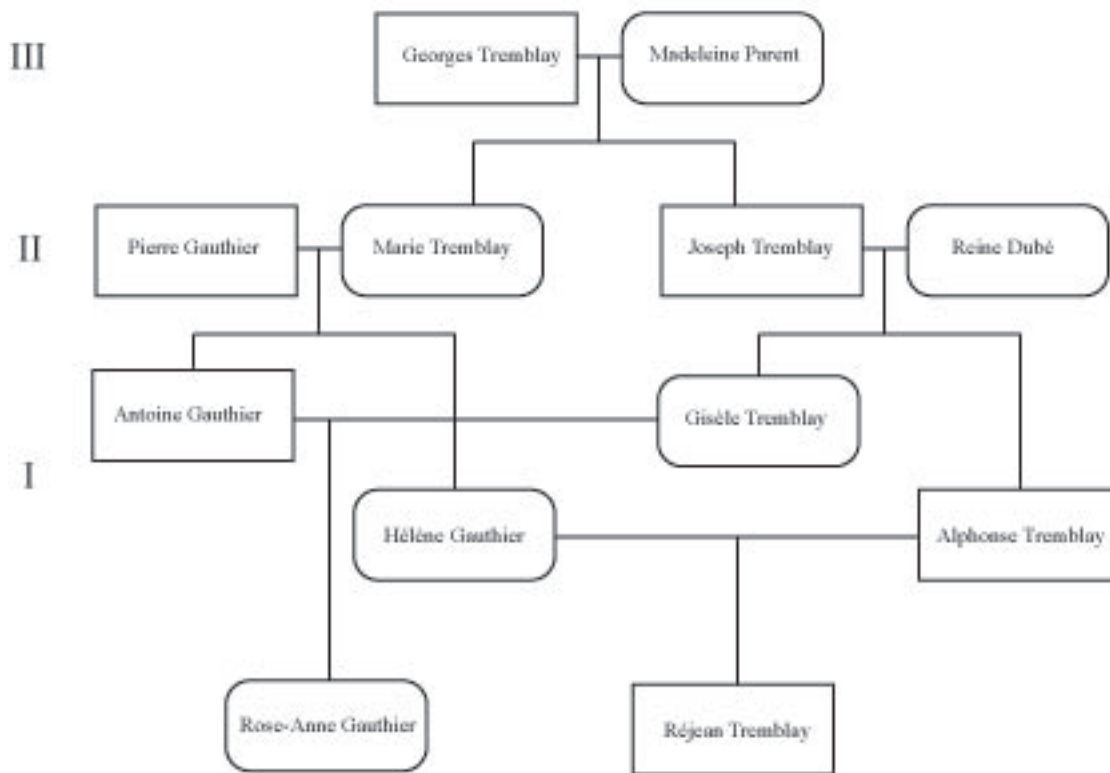 III
Georges Tremblay
Madeleine Parent
II
Pierre Gauthier
Marie Tremblay
Joseph Tremblay
Reine Dubé
Antoine Gauthier
Gisèle Tremblay
I
Hélène Gauthier
Alphonse Tremblay
Rose-Anne Gauthier
Réjean Tremblay